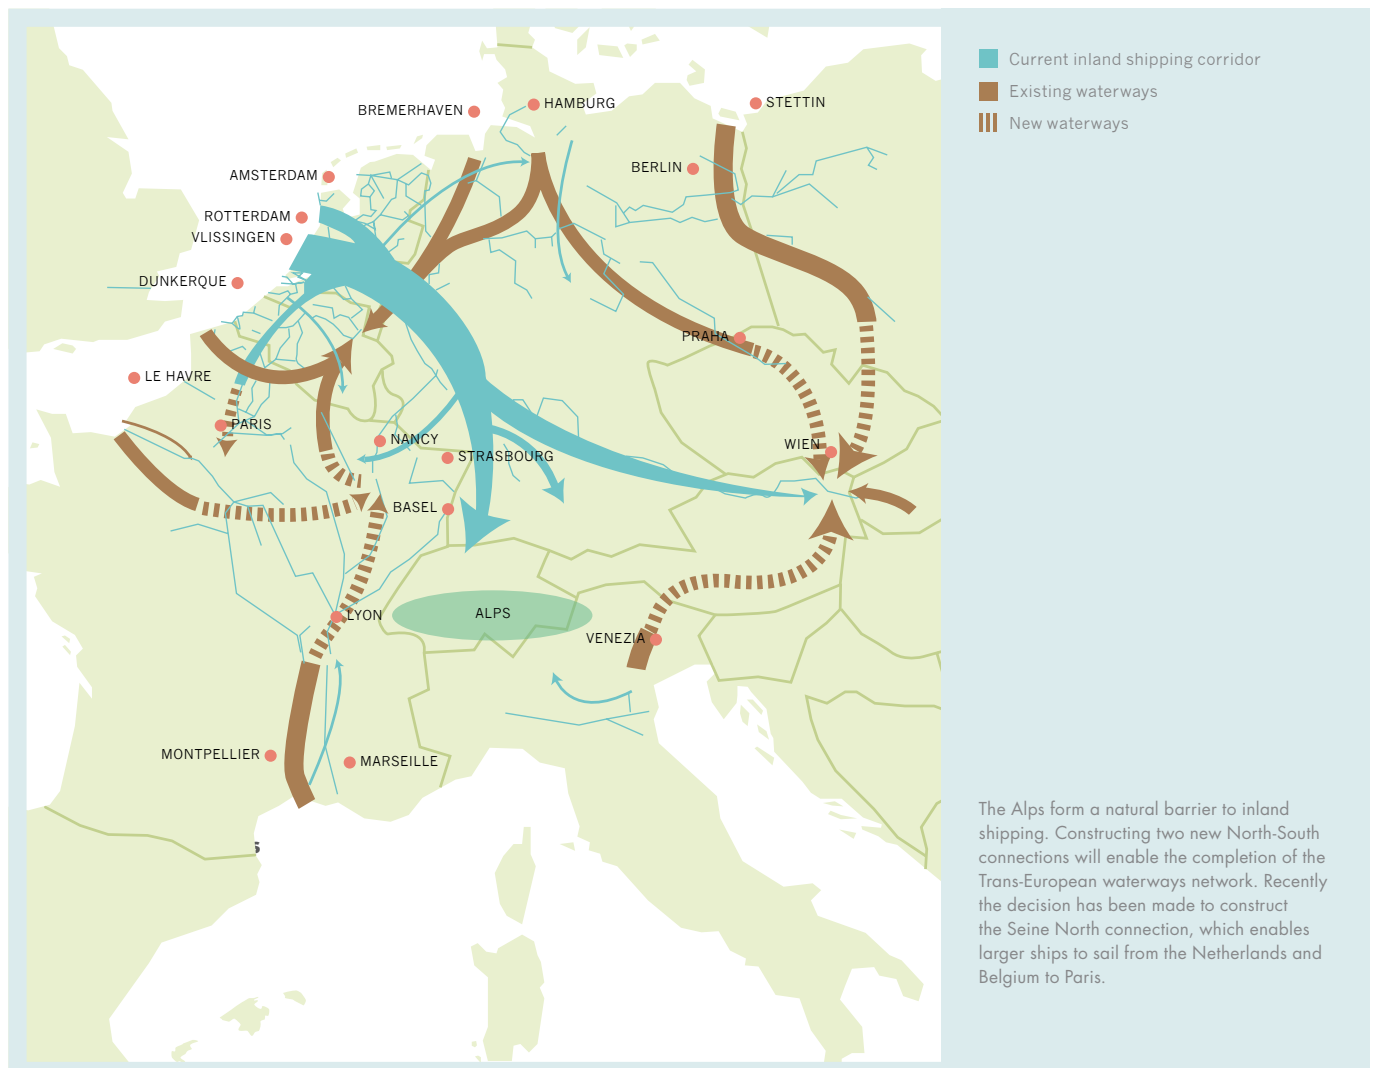 Current inland shipping corridor
Existing waterways
New waterways
HAMBURG
STETTIN
BREMERHAVEN
BERLIN
AMSTERDAM
ROTTERDAM
VLISSINGEN
DUNKERQUE
PRAHA
LE HAVRE
PARIS
NANCY
WIEN
STRASBOURG
BASEL
ALPS
LYON
VENEZIA
MONTPELLIER
MARSEILLE
s
The Alps form a natural barrier to inland
shipping. Constructing two new North-South
connections will enable the completion of the
Trans-European waterways network. Recently
the decision has been made to construct
the Seine North connection, which enables
larger ships to sail from the Netherlands and
Belgium to Paris.